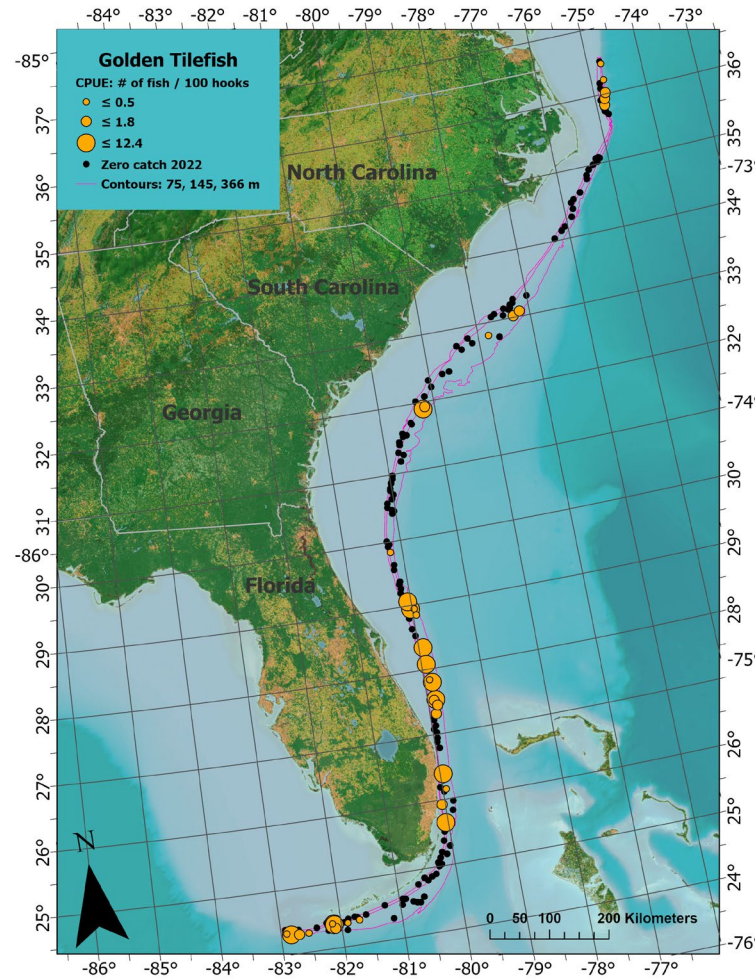 -84° -83° -82° -81° -80° -79° -78° -77° -76° -75° -74° -73°
-85°
Golden Tilefish
CPUE: # of fish / 100 hooks
≤ 0.5
≤ 1.8
≤ 12.4
Zero catch 2022
Contours: 75, 145, 366 m
36°
37°
35°
36°
North Carolina
-73°
34°
35°
South Carolina
33°
34°
32°
33°
Georgia
-74°
32°
31°
30°
31°
29°
-86°
Florida
30°
28°
29°
-75°
28°
27°
27°
26°
26°
25°
N
24°
25°
0 50 100 200 Kilometers
-76°
-86° -85° -84° -83° -82° -81° -80° -79° -78° -77°